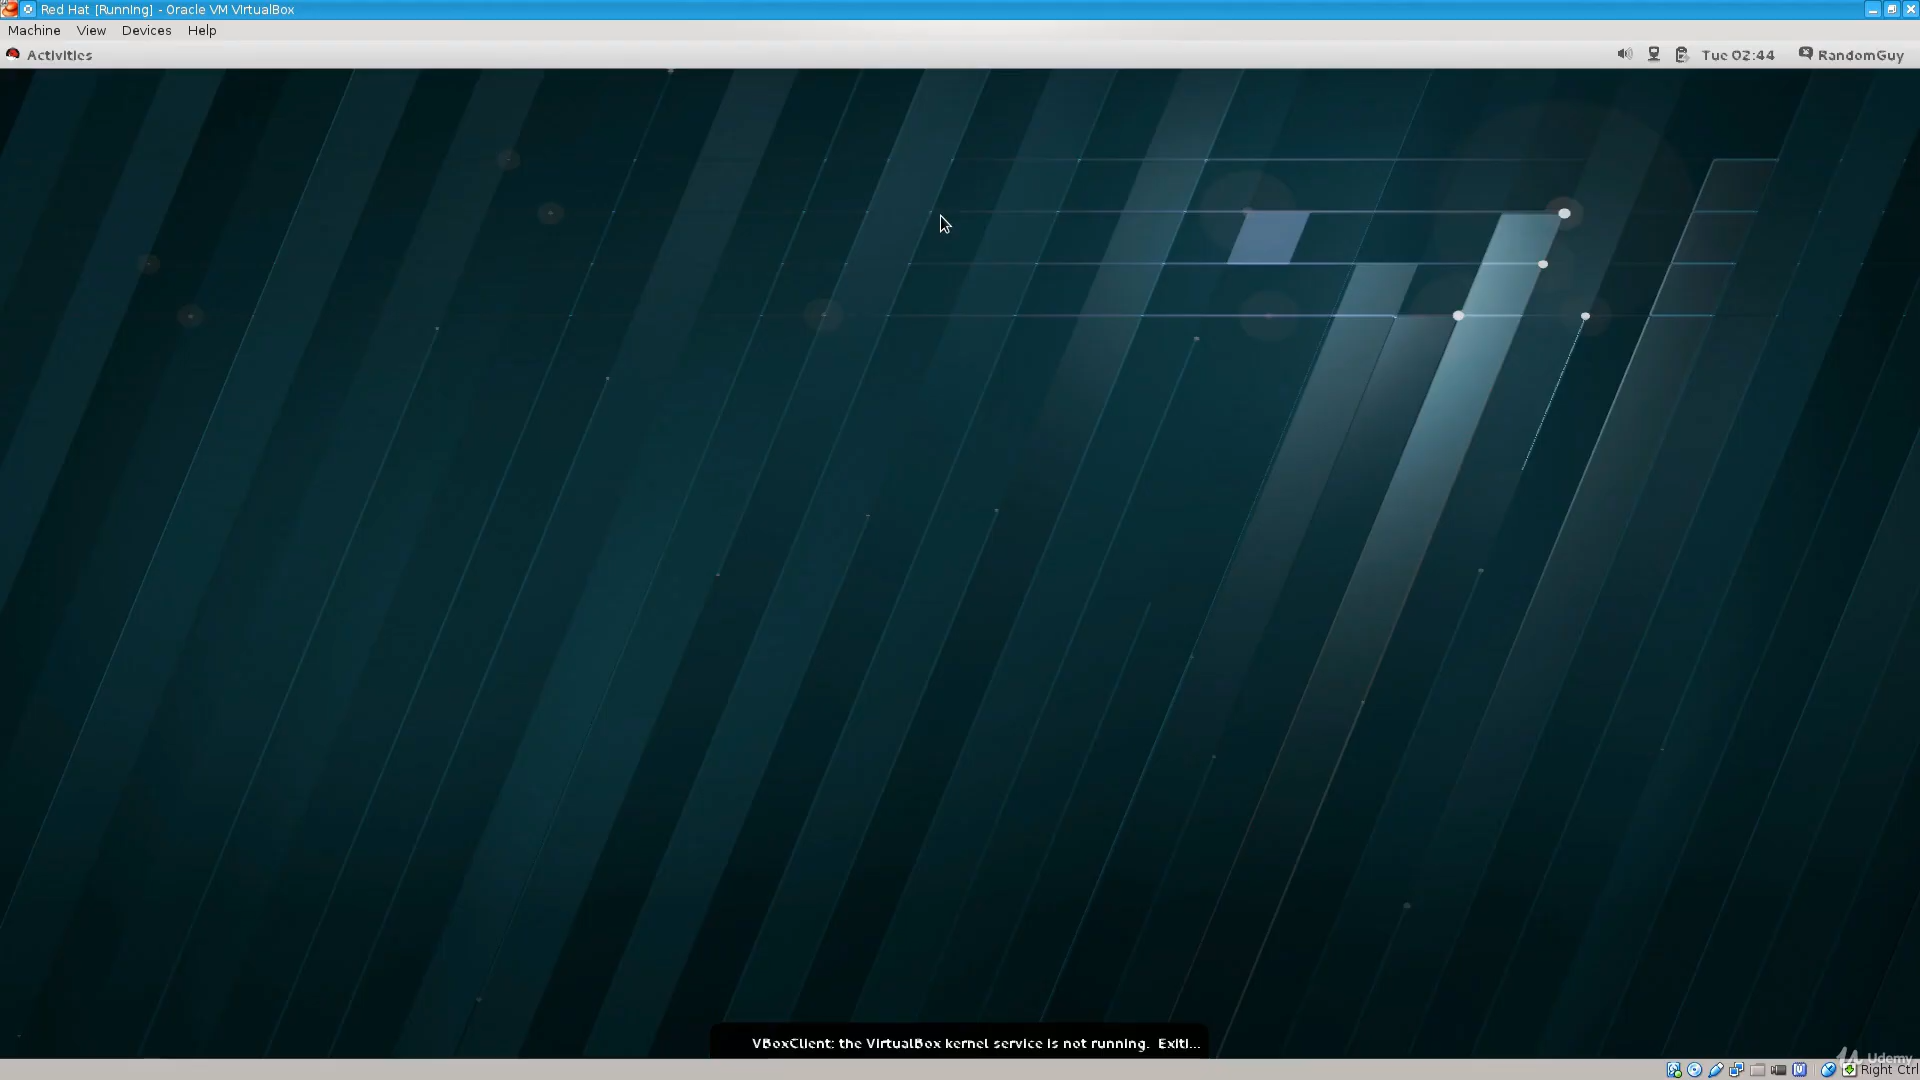 Red Hat [Running] - Oracle VM VirtualBox
Machine View Devices Help
Activities
Tue 02:44
RandomGuy
VBoxClient: the VirtualBox kernel service is not running. Exiti...
Udemy
Right Ctrl